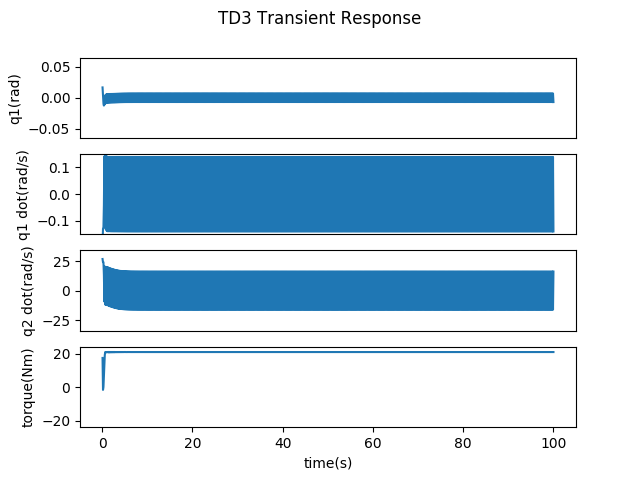 TD3 Transient Response
0.05
0.00
−0.05
q1(rad)
0.1
0.0
−0.1
q1 dot(rad/s)
25
0
−25
q2 dot(rad/s)
20
0
−20
torque(Nm)
0 20 40 60 80 100
time(s)